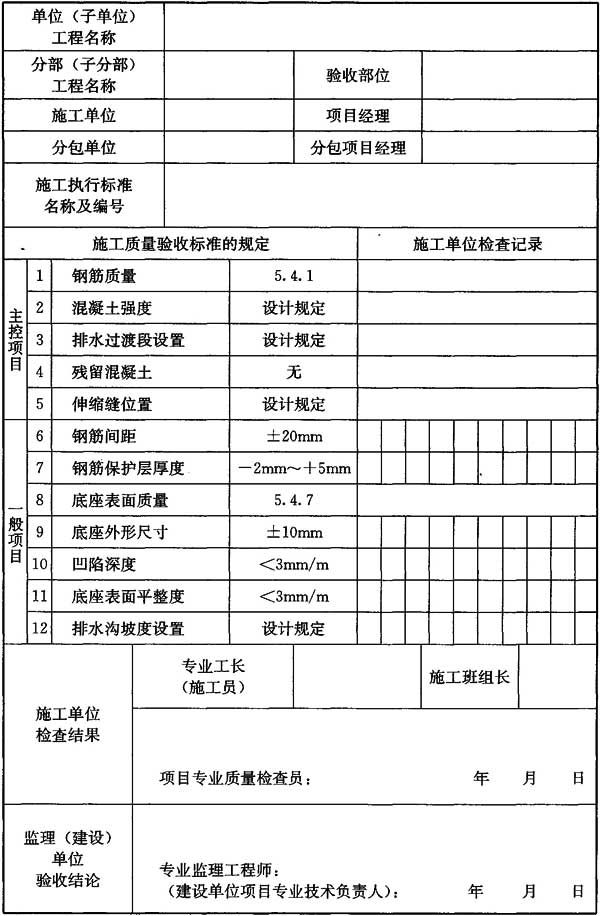 单位（子单位）
工程名称
分部（子分部）
工程名称
验收部位
施工单位
项目经理
分包单位
分包项目经理
施工执行标准
名称及编号
施工质量验收标准的规定
施工单位检查记录
主控项目
1 钢筋质量 5.4.1
2 混凝土强度 设计规定
3 排水过渡段设置 设计规定
4 残留混凝土 无
5 伸缩缝位置 设计规定
一般项目
6 钢筋间距 ±20mm
7 钢筋保护层厚度 －2mm～＋5mm
8 底座表面质量 5.4.7
9 底座外形尺寸 ±10mm
10 凹陷深度 ＜3mm/m
11 底座表面平整度 ＜3mm/m
12 排水沟坡度设置 设计规定
施工单位
检查结果
专业工长
（施工员）
施工班组长
项目专业质量检查员： 年 月 日
监理（建设）
单位
验收结论
专业监理工程师：
（建设单位项目专业技术负责人）： 年 月 日